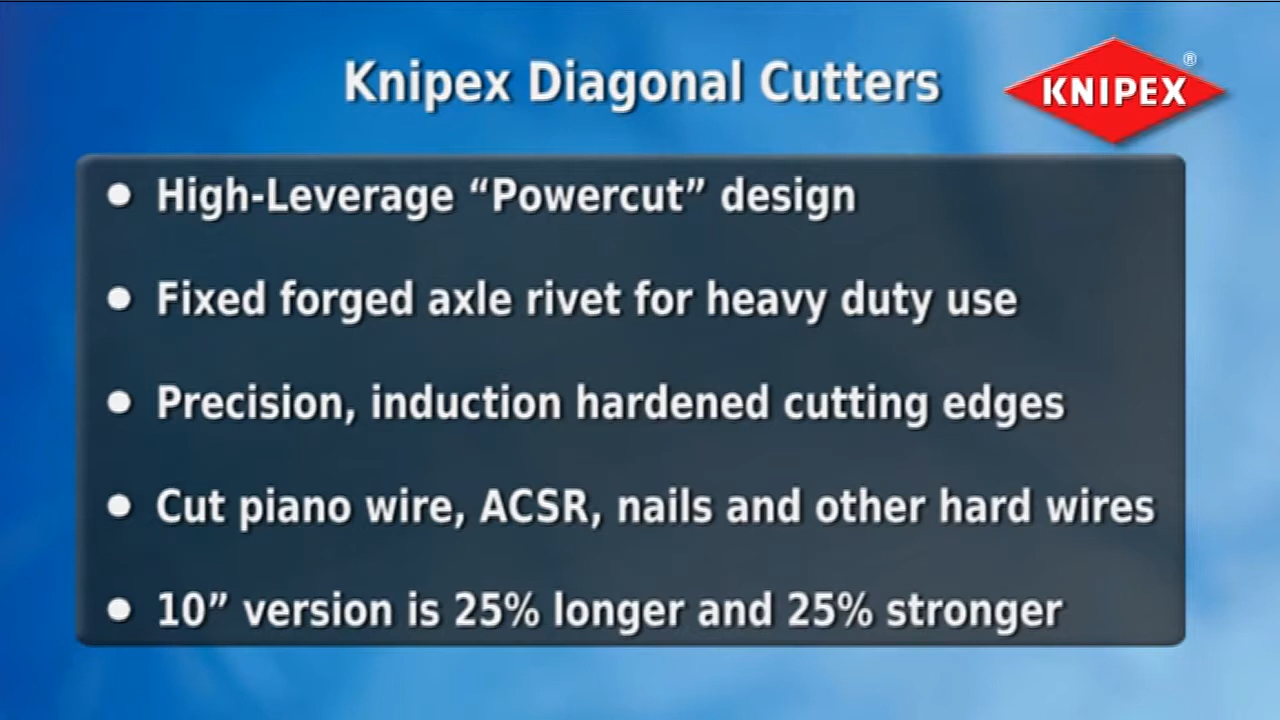 Knipex Diagonal Cutters
KNIPEX®
● High-Leverage “Powercut” design
● Fixed forged axle rivet for heavy duty use
● Precision, induction hardened cutting edges
● Cut piano wire, ACSR, nails and other hard wires
● 10” version is 25% longer and 25% stronger